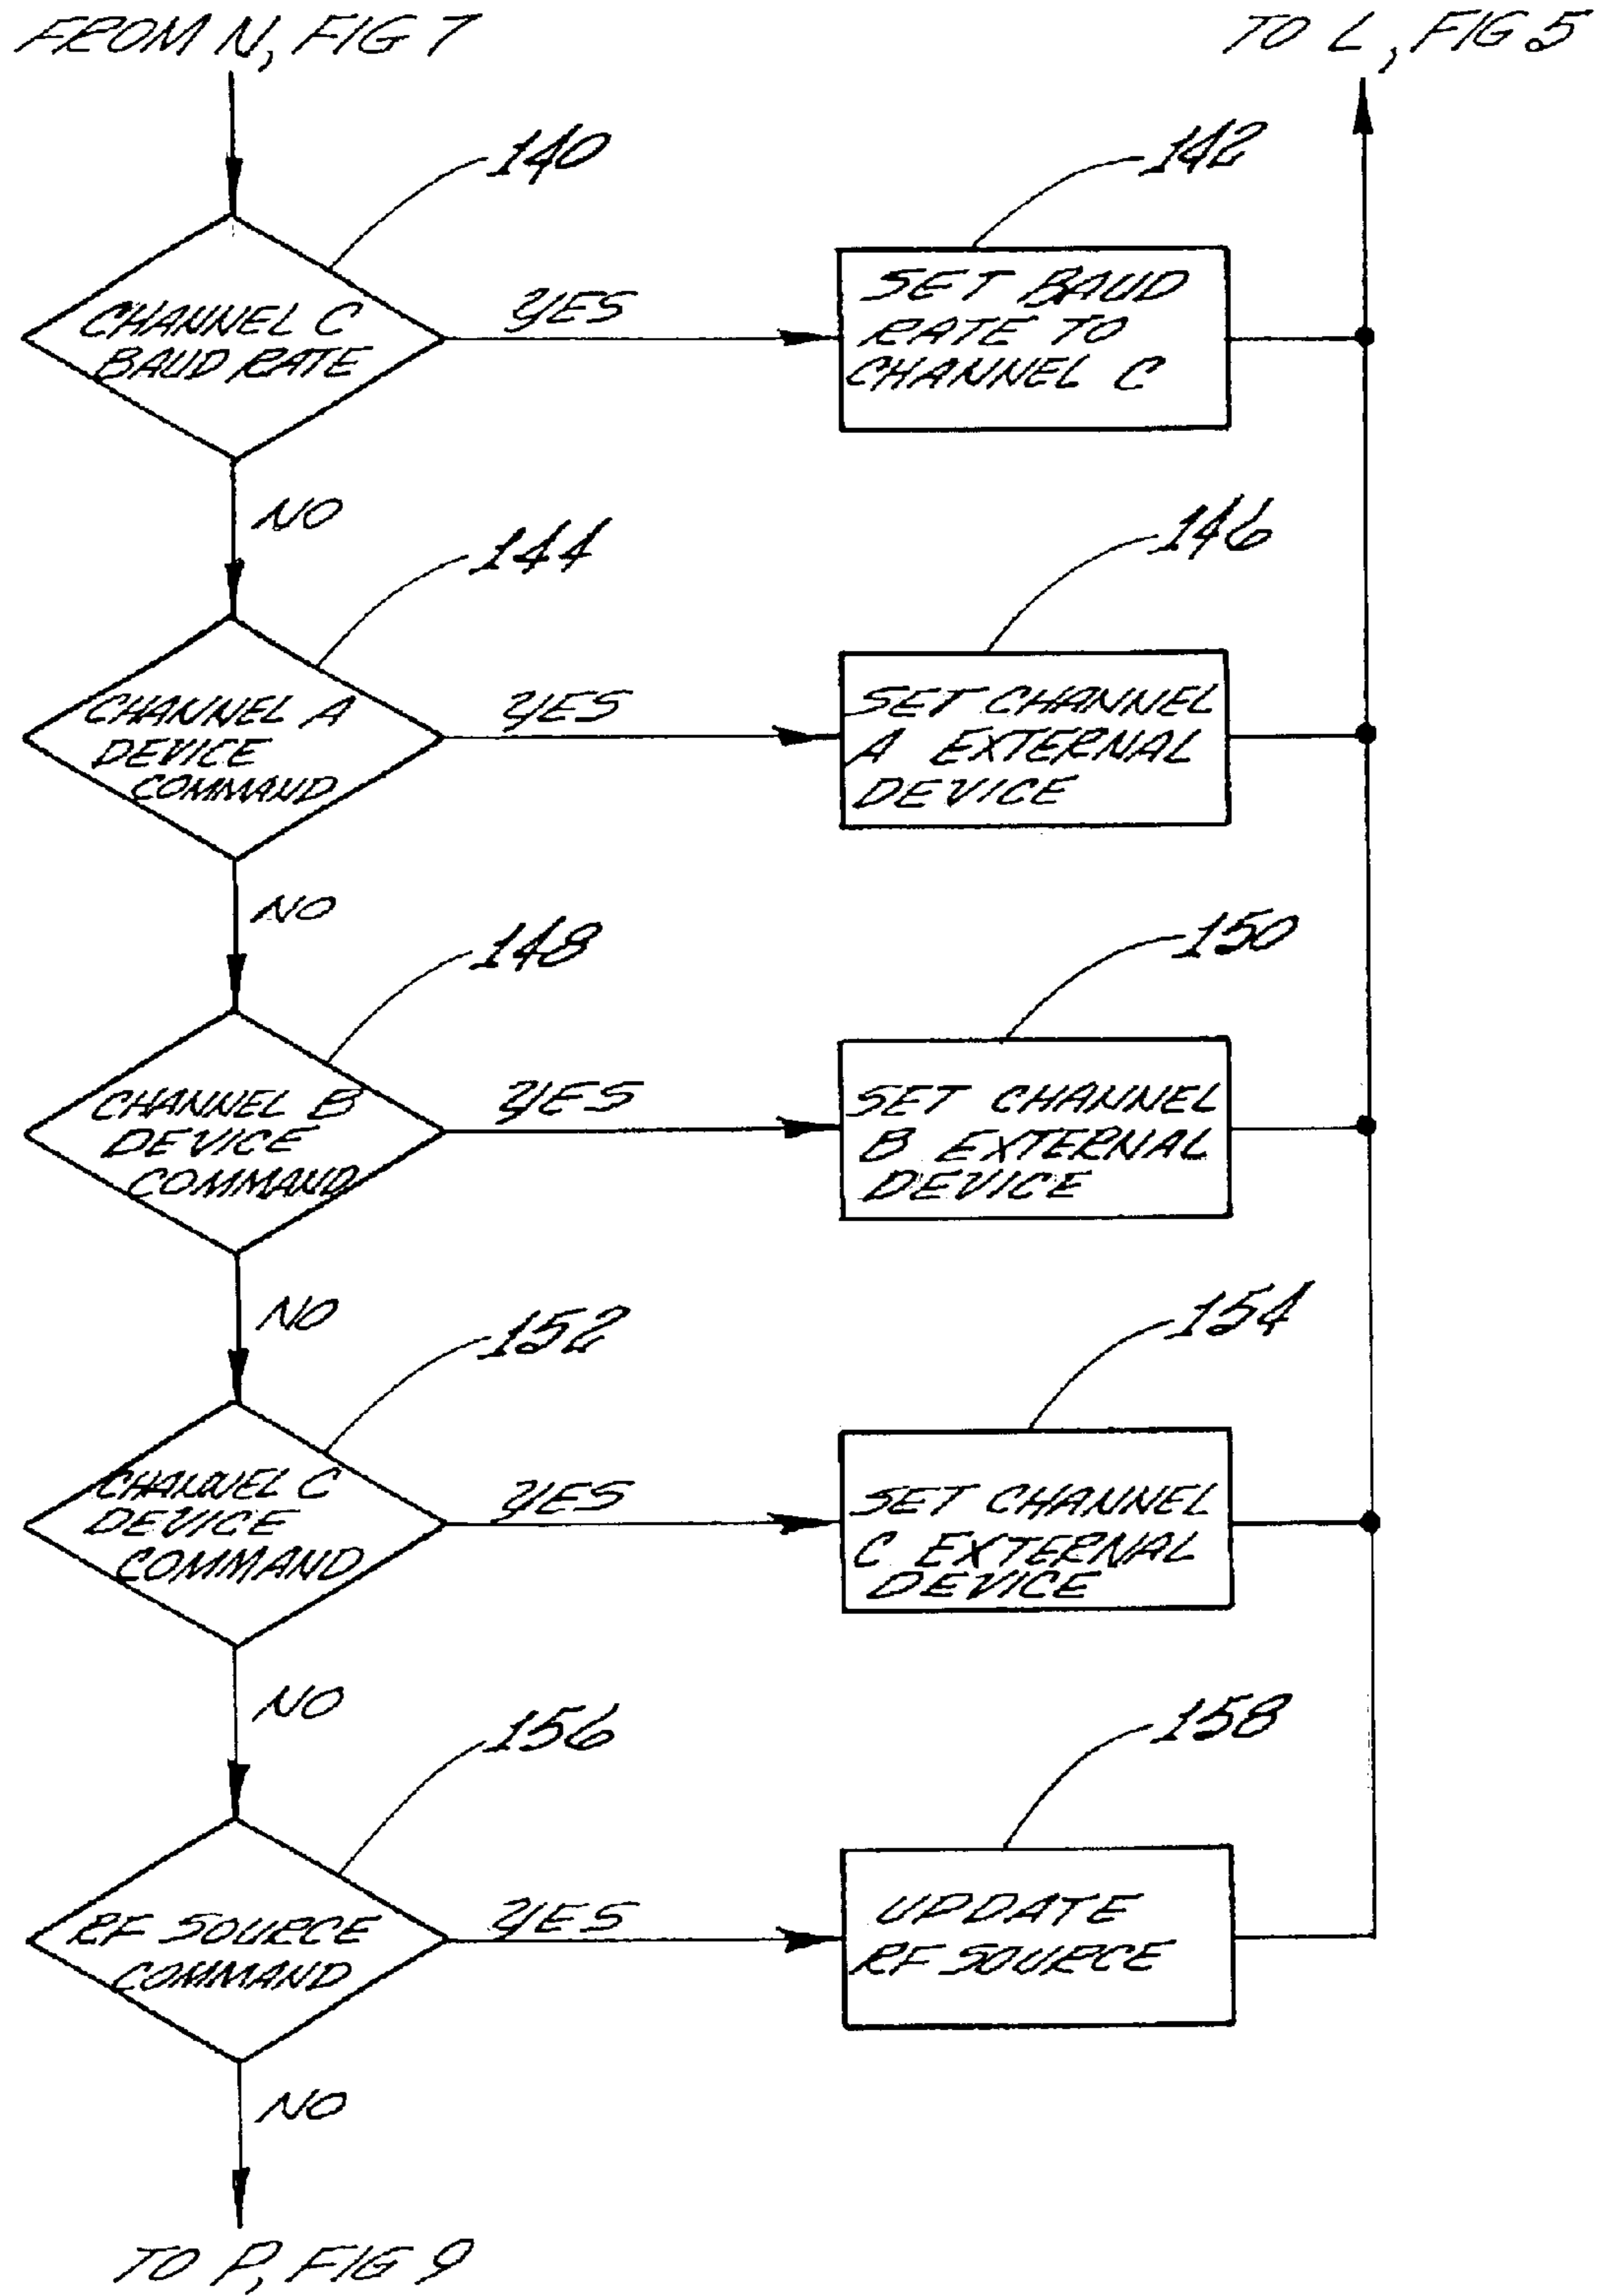 FROM N, FIG 7
TO L, FIG 5
140
142
CHANNEL C
BAUD RATE
YES
SET BAUD
RATE TO
CHANNEL C
NO
144
146
CHANNEL A
DEVICE
COMMAND
YES
SET CHANNEL
A EXTERNAL
DEVICE
NO
148
150
CHANNEL B
DEVICE
COMMAND
YES
SET CHANNEL
B EXTERNAL
DEVICE
NO
152
154
CHANNEL C
DEVICE
COMMAND
YES
SET CHANNEL
C EXTERNAL
DEVICE
NO
156
158
RF SOURCE
COMMAND
YES
UPDATE
RF SOURCE
NO
TO P, FIG 9